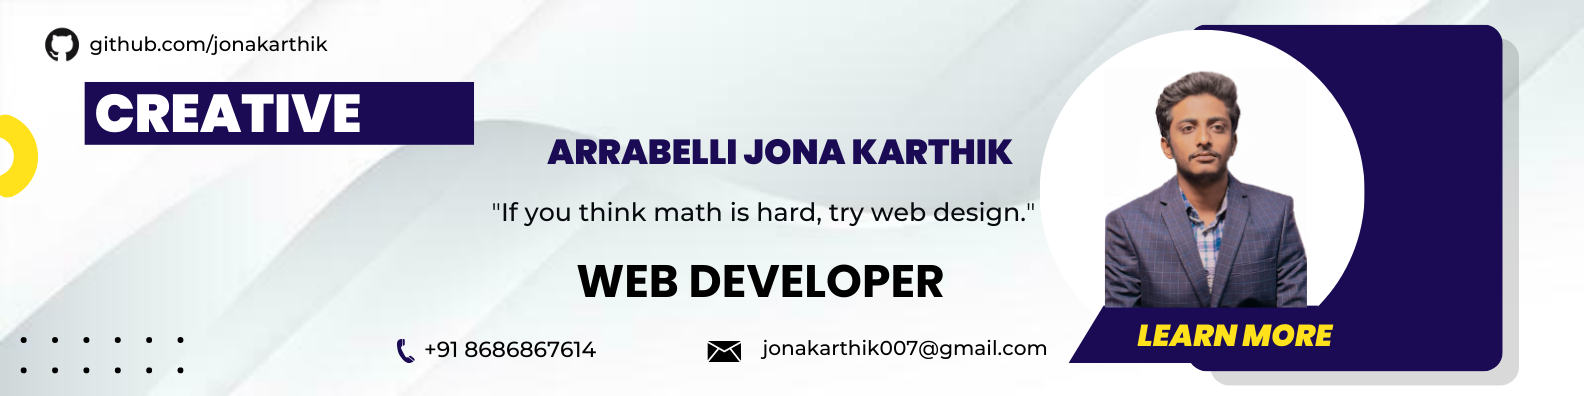 github.com/jonakarthik
CREATIVE
ARRABELLI JONA KARTHIK
"If you think math is hard, try web design."
WEB DEVELOPER
+91 8686867614
jonakarthik007@gmail.com
LEARN MORE